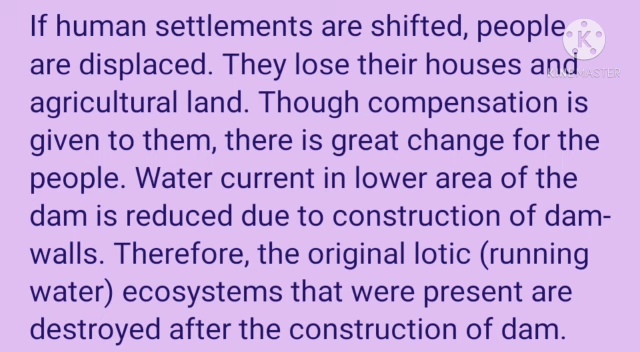 If human settlements are shifted, people
are displaced. They lose their houses and
agricultural land. Though compensation is
given to them, there is great change for the
people. Water current in lower area of the
dam is reduced due to construction of dam-
walls. Therefore, the original lotic (running
water) ecosystems that were present are
destroyed after the construction of dam.
K
KINEMASTER